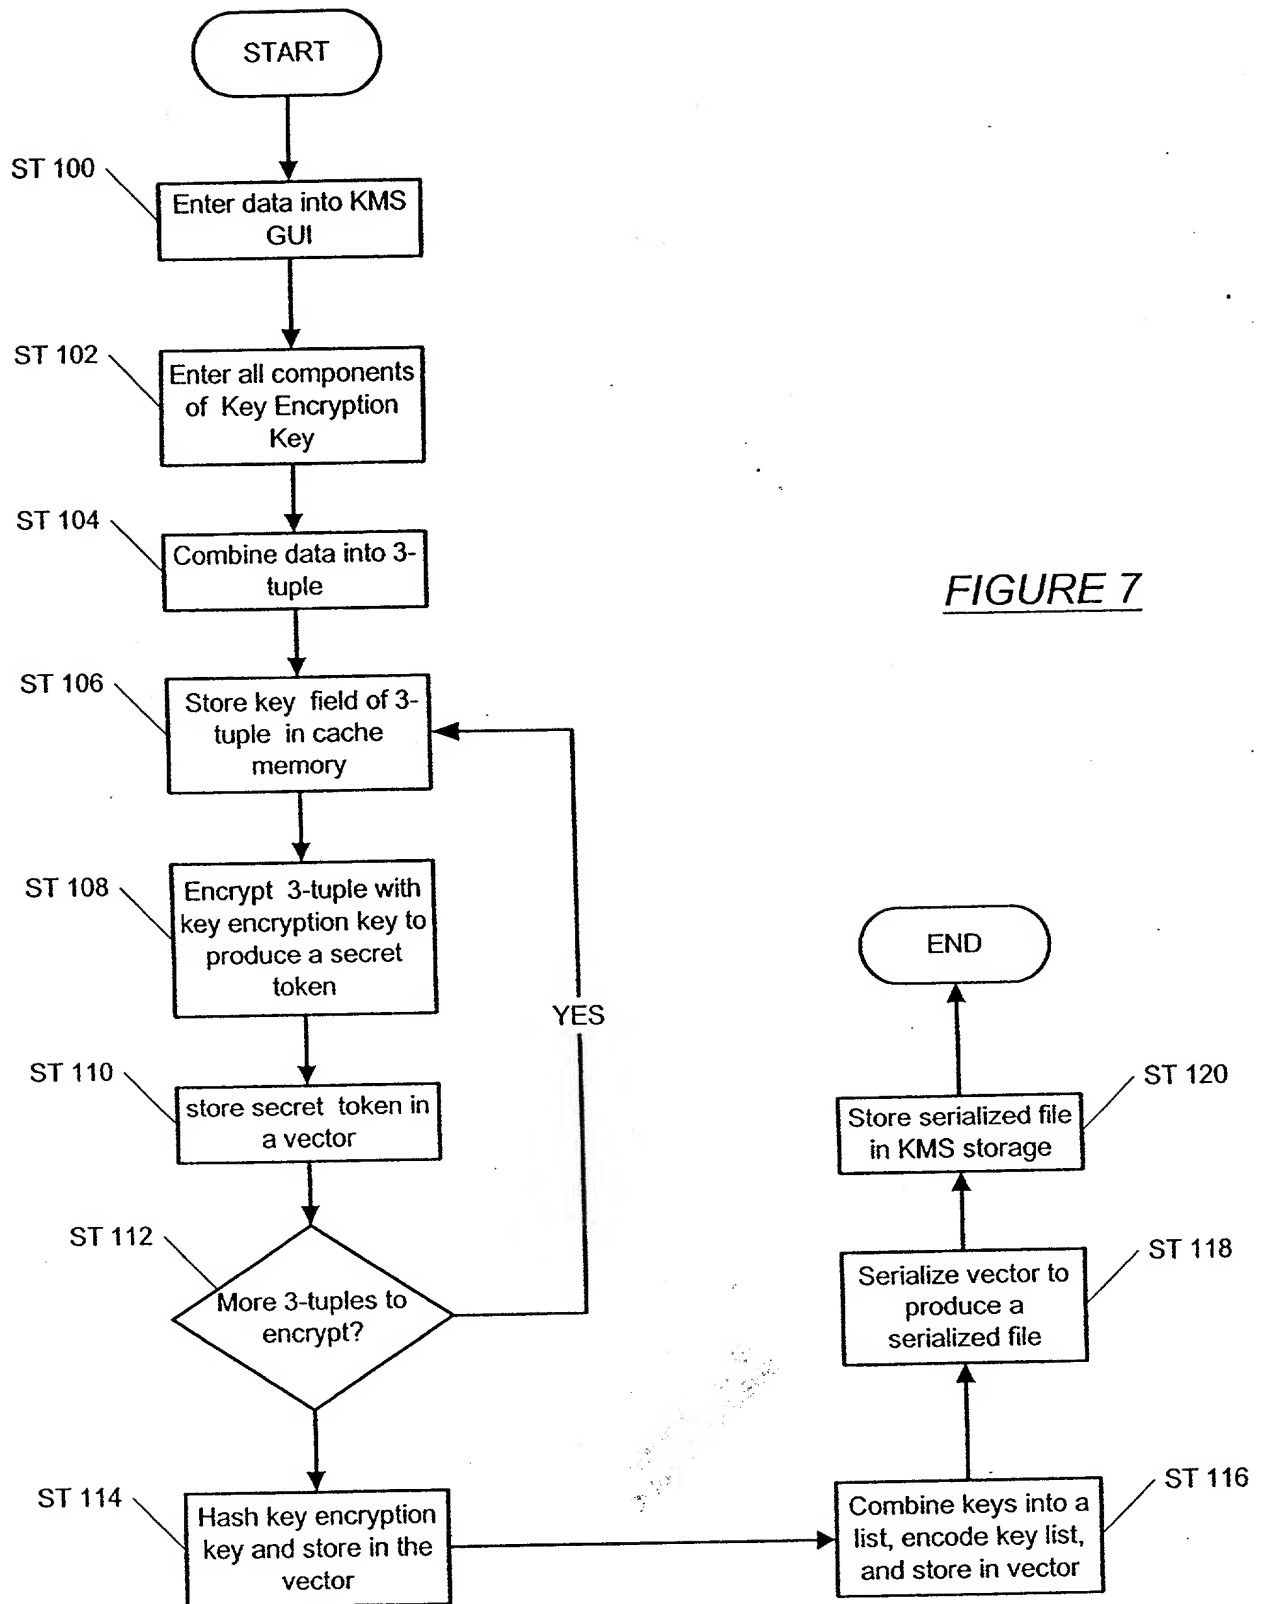 START
ST 100
Enter data into KMS
GUI
ST 102
Enter all components
of Key Encryption
Key
ST 104
Combine data into 3-
tuple
FIGURE 7
ST 106
Store key field of 3-
tuple in cache
memory
ST 108
Encrypt 3-tuple with
key encryption key to
produce a secret
token
YES
ST 110
store secret token in
a vector
ST 112
More 3-tuples to
encrypt?
ST 114
Hash key encryption
key and store in the
vector
ST 116
Combine keys into a
list, encode key list,
and store in vector
ST 118
Serialize vector to
produce a
serialized file
ST 120
Store serialized file
in KMS storage
END